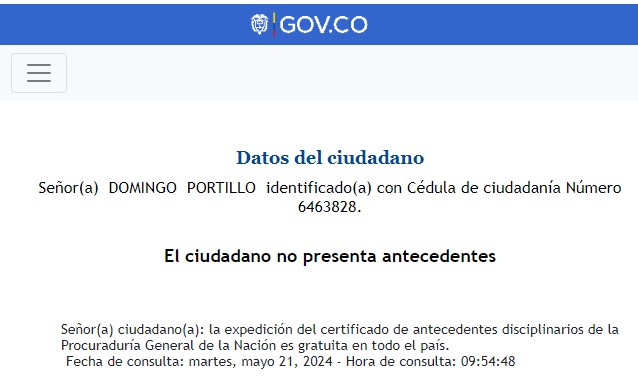 GOV.CO
Datos del ciudadano
Señor(a) DOMINGO PORTILLO identificado(a) con Cédula de ciudadanía Número
6463828.
El ciudadano no presenta antecedentes
Señor(a) ciudadano(a): la expedición del certificado de antecedentes disciplinarios de la
Procuraduría General de la Nación es gratuita en todo el país.
Fecha de consulta: martes, mayo 21, 2024 - Hora de consulta: 09:54:48